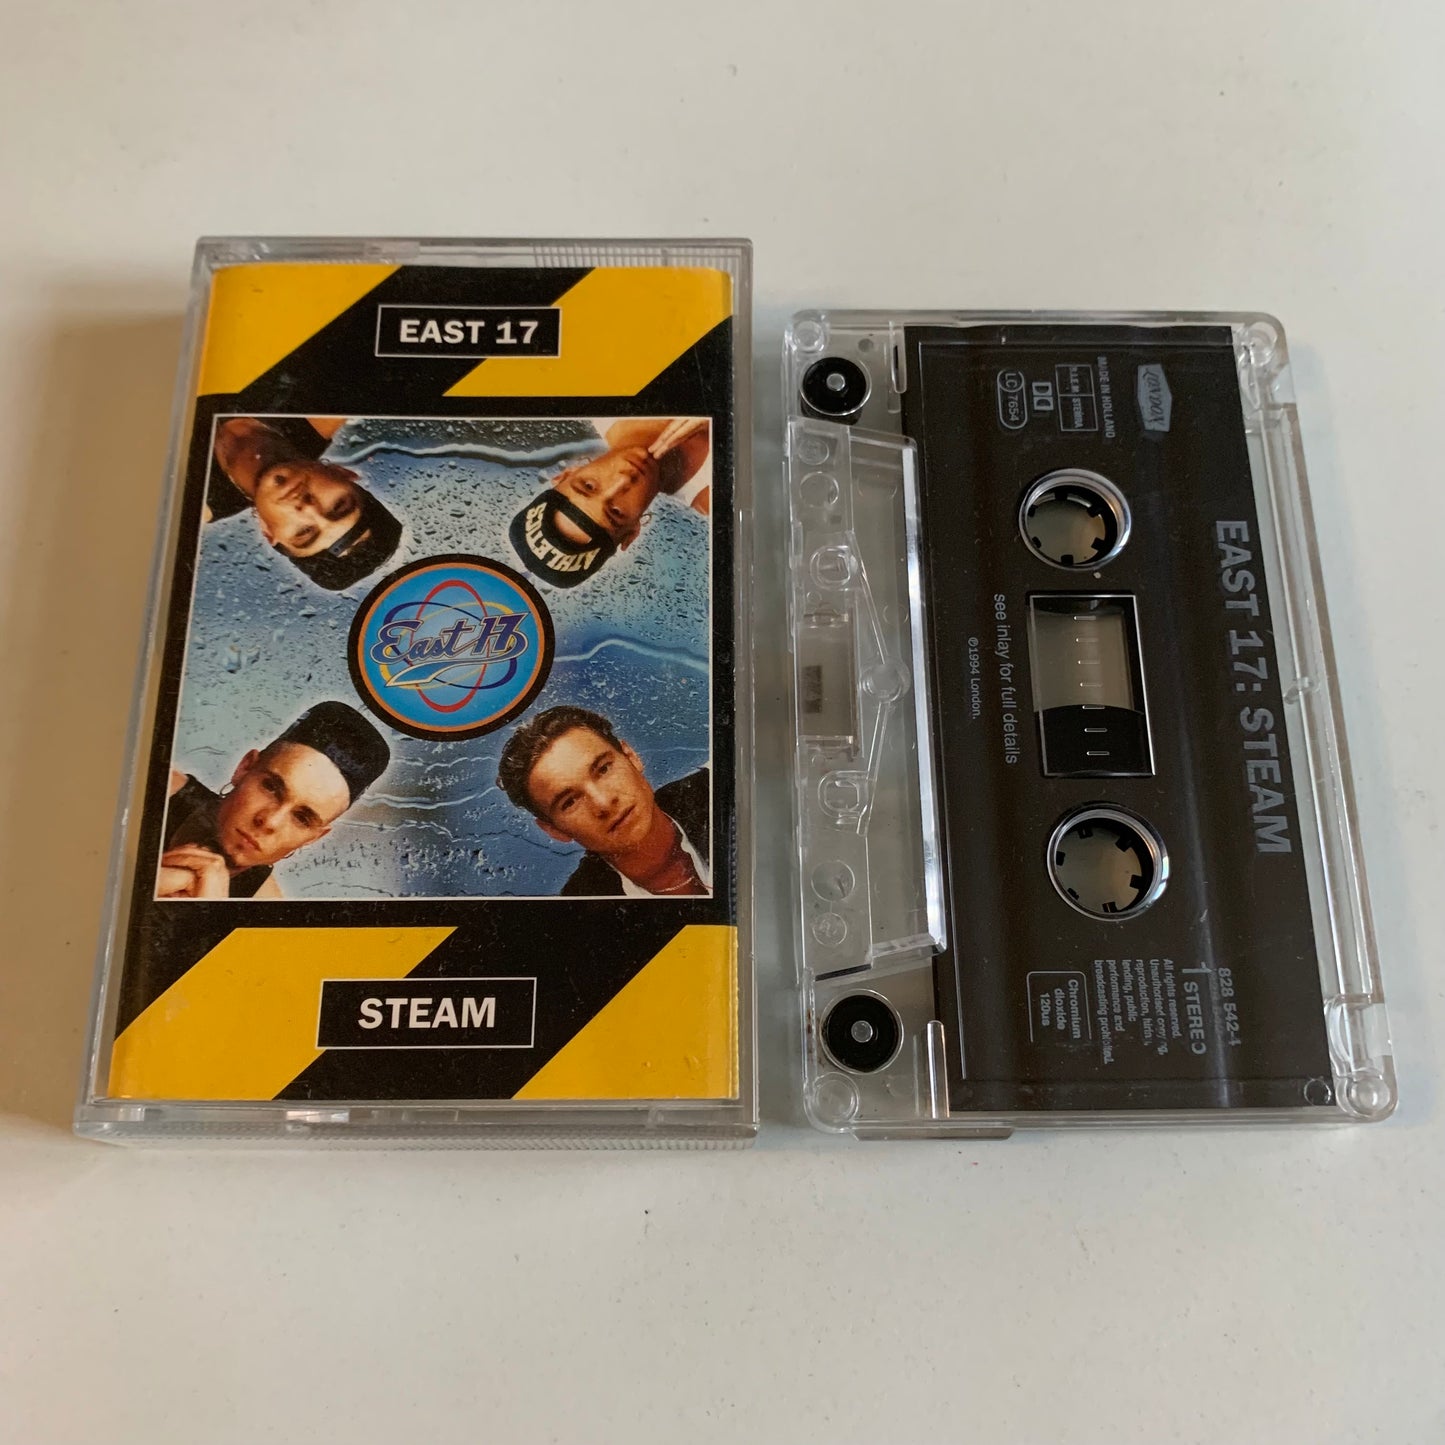 EAST 17
ATHLETICS
East 17
STEAM
EAST 17: STEAM
LONDON
MADE IN HOLLAND
STEMRA
LC 7654
see inlay for full details
℗1994 London.
828 542-4
1 STEREO
All rights reserved.
Unauthorised copying,
reproduction, hiring,
lending, public
performance and
broadcasting prohibited.
Chromium
dioxide
120us